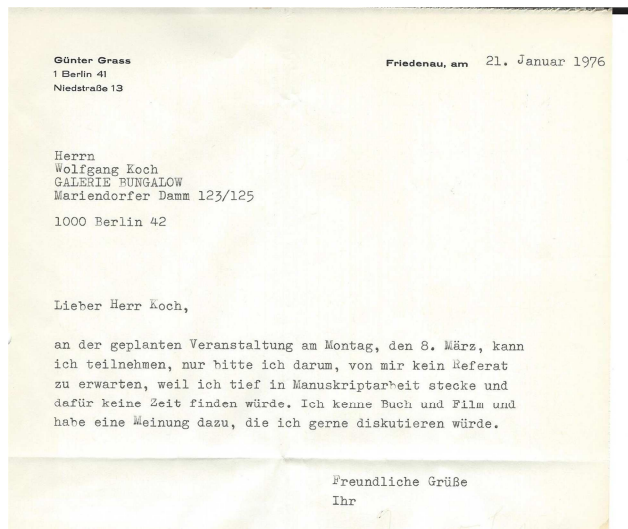 Günter Grass
1 Berlin 41
Niedstraße 13
Friedenau, am 21. Januar 1976
Herrn
Wolfgang Koch
GALERIE BUNGALOW
Mariendorfer Damm 123/125
1000 Berlin 42
Lieber Herr Koch,
an der geplanten Veranstaltung am Montag, den 8. März, kann
ich teilnehmen, nur bitte ich darum, von mir kein Referat
zu erwarten, weil ich tief in Manuskriptarbeit stecke und
dafür keine Zeit finden würde. Ich kenne Buch und Film und
habe eine Meinung dazu, die ich gerne diskutieren würde.
Freundliche Grüße
Ihr